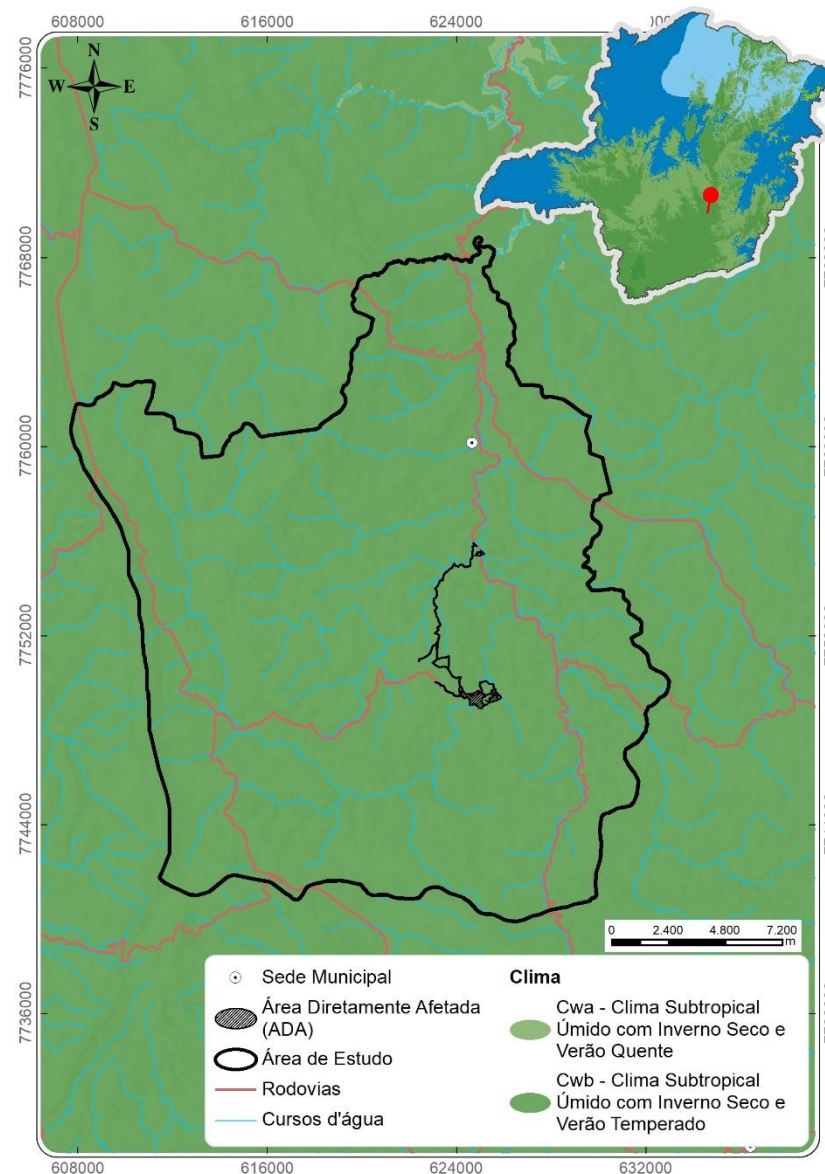 608000
616000
624000
7776000
N
W
E
S
7768000
7760000
7752000
7744000
7736000
0
2.400
4.800
7.200
m
Sede Municipal
Área Diretamente Afetada
(ADA)
Área de Estudo
Rodovias
Cursos d'água
Clima
Cwa - Clima Subtropical
Úmido com Inverno Seco e
Verão Quente
Cwb - Clima Subtropical
Úmido com Inverno Seco e
Verão Temperado
608000
616000
624000
632000